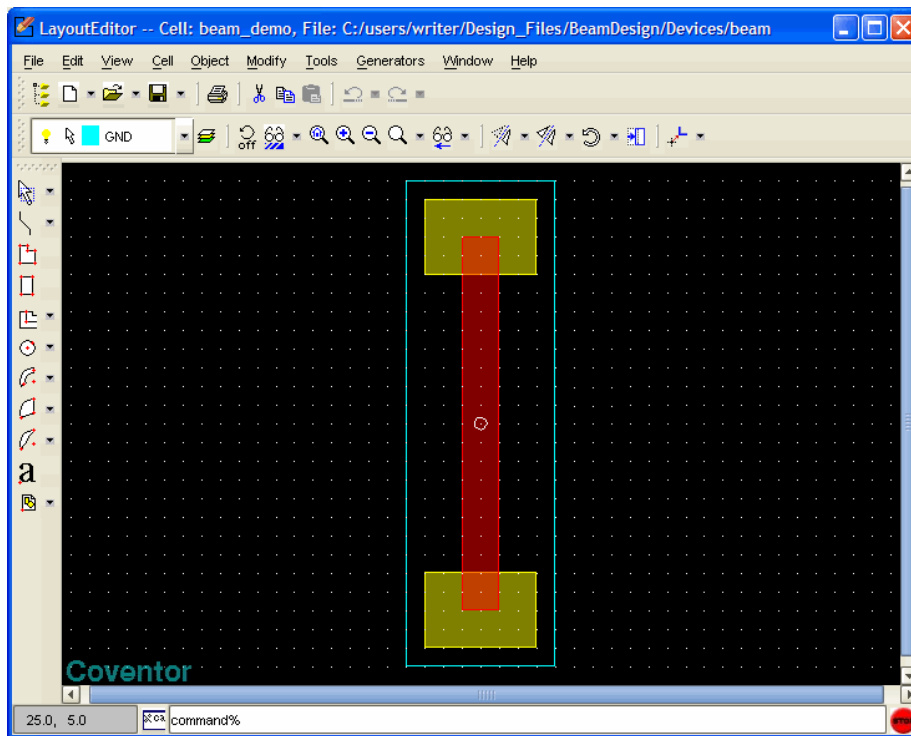 LayoutEditor -- Cell: beam_demo, File: C:/users/writer/Design_Files/BeamDesign/Devices/beam
File Edit View Cell Object Modify Tools Generators Window Help
GND off
a
Coventor
25.0, 5.0 command%